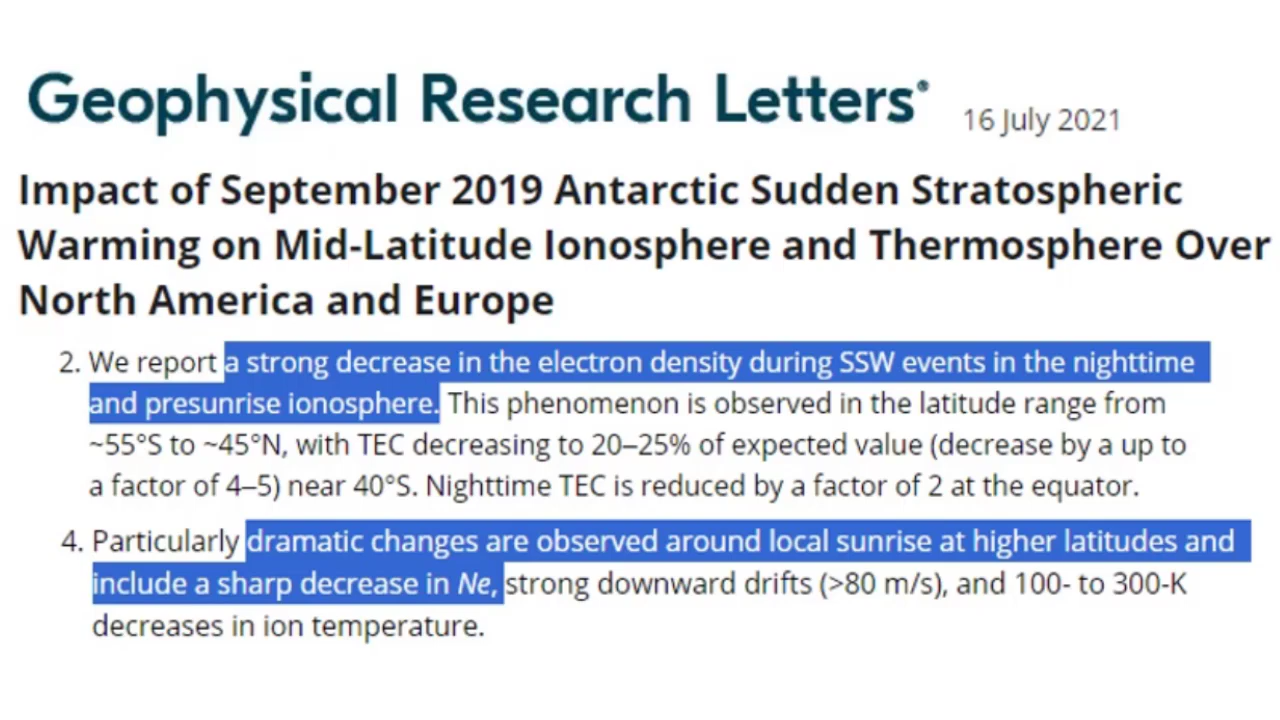 Geophysical Research Letters® 16 July 2021
Impact of September 2019 Antarctic Sudden Stratospheric
Warming on Mid-Latitude Ionosphere and Thermosphere Over
North America and Europe
2. We report a strong decrease in the electron density during SSW events in the nighttime
and presunrise ionosphere. This phenomenon is observed in the latitude range from
~55°S to ~45°N, with TEC decreasing to 20–25% of expected value (decrease by a up to
a factor of 4–5) near 40°S. Nighttime TEC is reduced by a factor of 2 at the equator.
4. Particularly dramatic changes are observed around local sunrise at higher latitudes and
include a sharp decrease in Ne, strong downward drifts (>80 m/s), and 100- to 300-K
decreases in ion temperature.